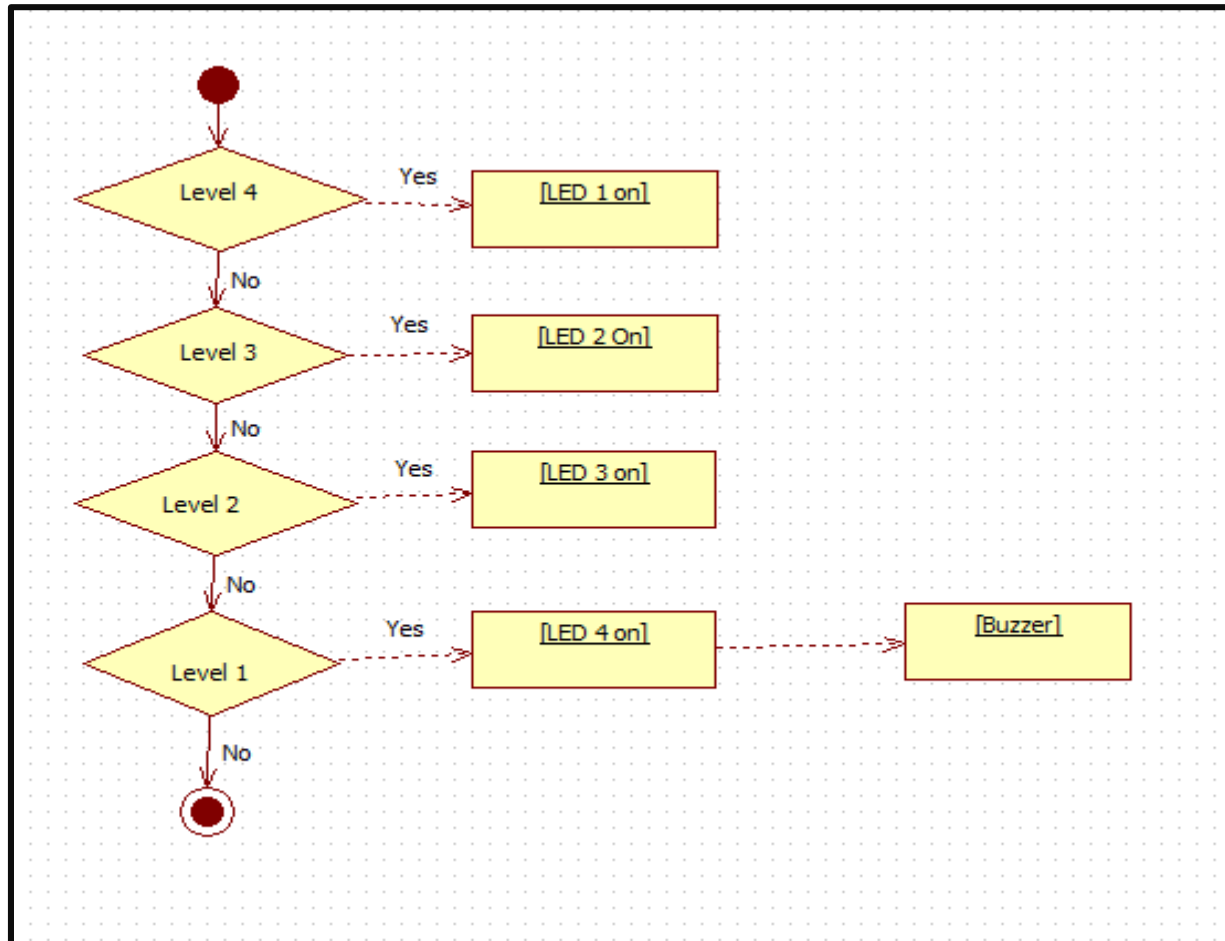 Level 4
Yes
[LED 1 on]
No
Level 3
Yes
[LED 2 On]
No
Level 2
Yes
[LED 3 on]
No
Level 1
Yes
[LED 4 on]
[Buzzer]
No